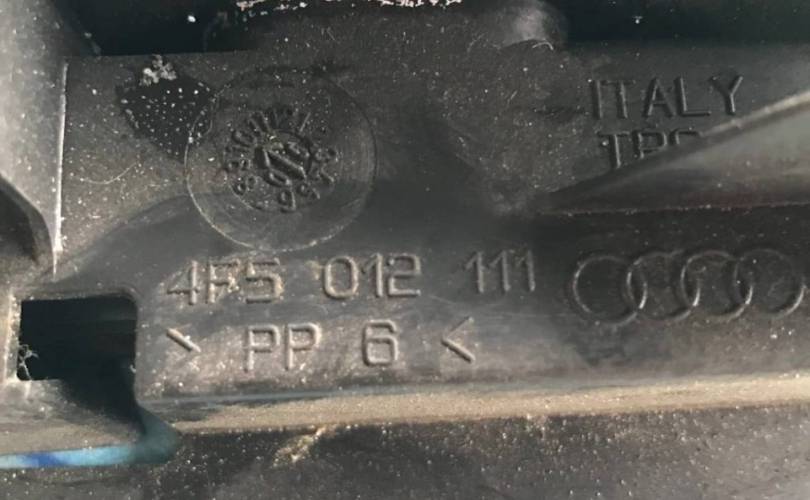 ITALY
4F5 012 111
> PP 6 <